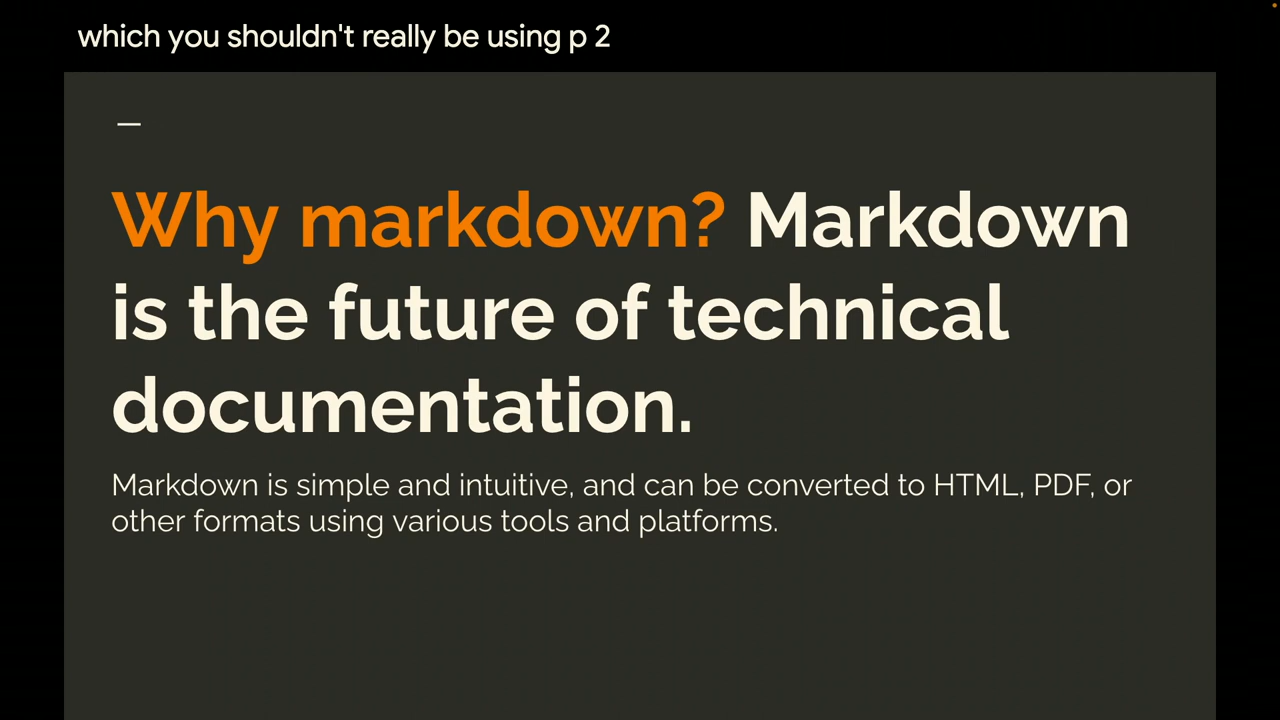 which you shouldn't really be using p 2
Why markdown? Markdown
is the future of technical
documentation.
Markdown is simple and intuitive, and can be converted to HTML, PDF, or
other formats using various tools and platforms.